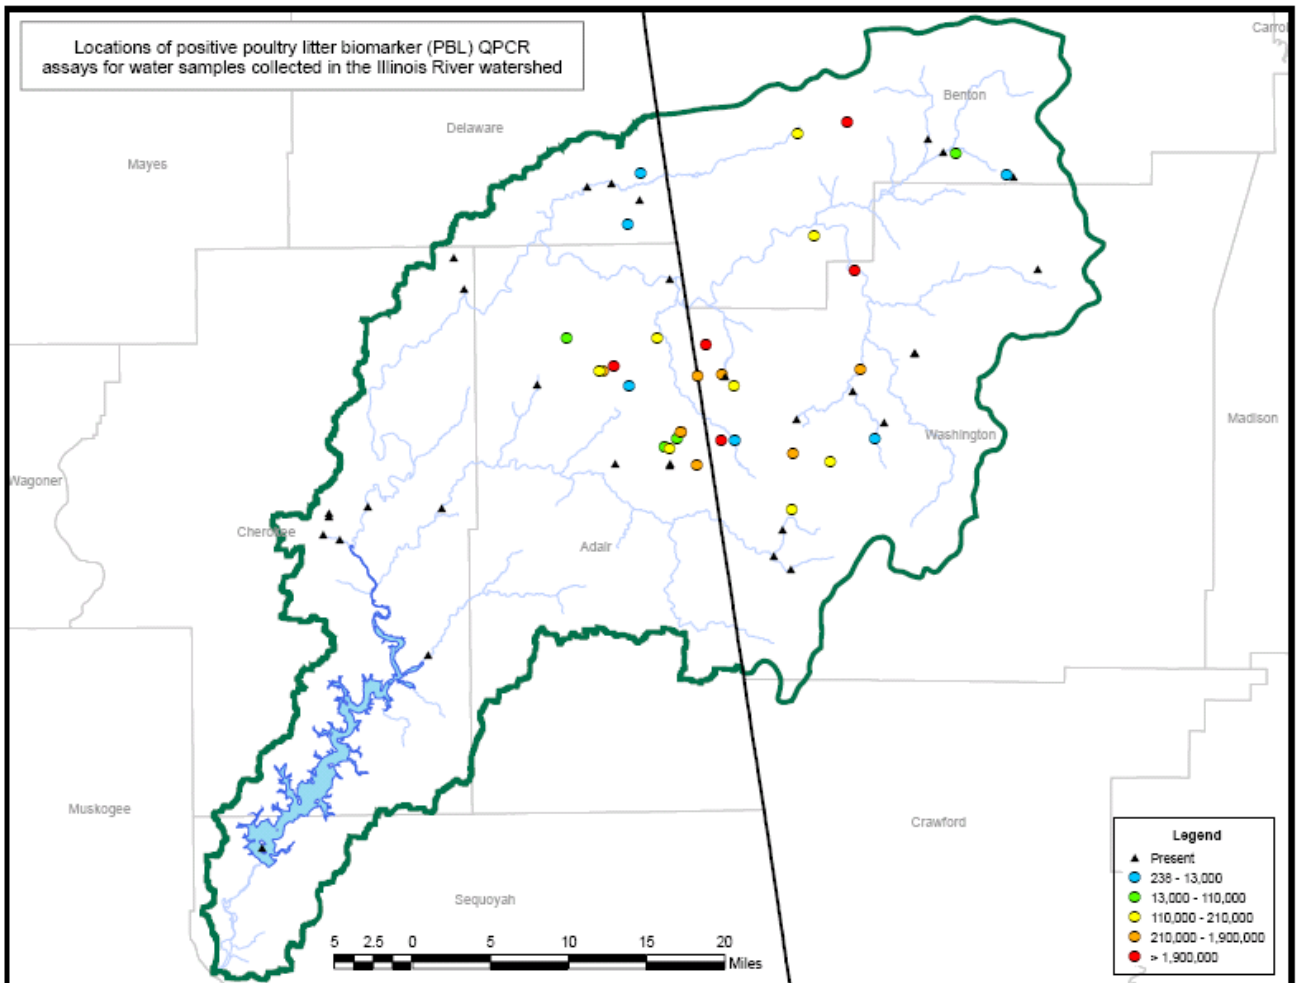 Locations of positive poultry litter biomarker (PBL) QPCR
assays for water samples collected in the Illinois River watershed
Carrol
Benton
Delaware
Mayes
Madison
Washington
Wagoner
Cherokee
Adair
Muskogee
Crawford
Sequoyah
Legend
Present
238 - 13,000
13,000 - 110,000
110,000 - 210,000
210,000 - 1,900,000
> 1,900,000
5 2.5 0 5 10 15 20
Miles